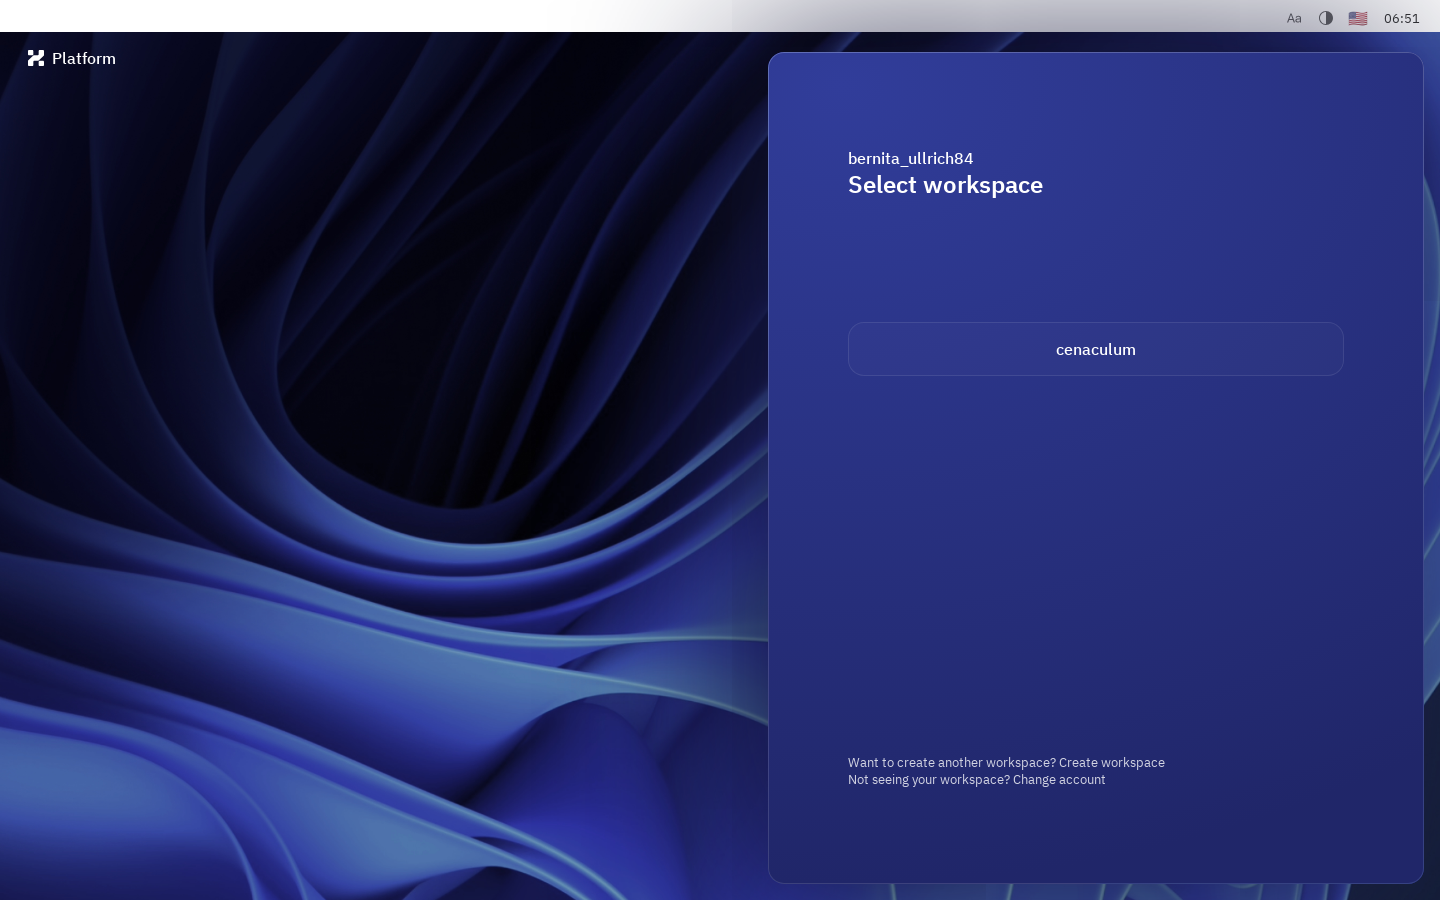 Aa
06:51
Platform
bernita_ullrich84
Select workspace
cenaculum
Want to create another workspace? Create workspace
Not seeing your workspace? Change account